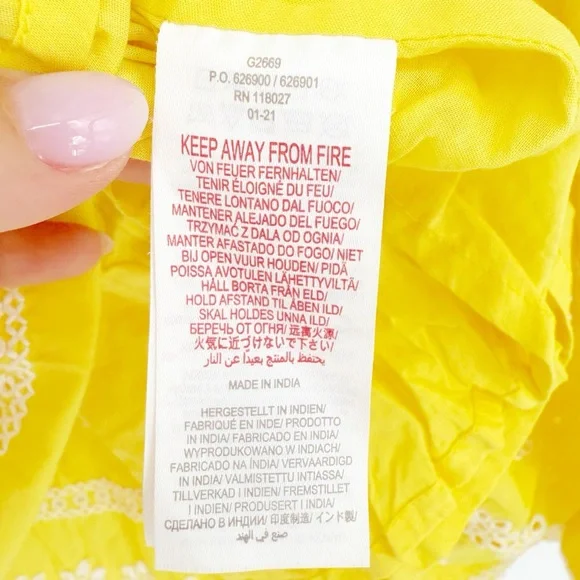 G2669
P.O. 626900 / 626901
RN 118027
01-21
KEEP AWAY FROM FIRE
VON FEUER FERNHALTEN/
TENIR ÉLOIGNÉ DU FEU/
TENERE LONTANO DAL FUOCO/
MANTENER ALEJADO DEL FUEGO/
TRZYMAĆ Z DALA OD OGNIA/
MANTER AFASTADO DO FOGO/ NIET
BIJ OPEN VUUR HOUDEN/ PIDÄ
POISSA AVOTULEN LÄHETTYVILTÄ/
HÅLL BORTA FRÅN ELD/
HOLD AFSTAND TIL ÅBEN ILD/
SKAL HOLDES UNNA ILD/
БЕРЕЧЬ ОТ ОГНЯ/ 远离火源/
火気に近づけないで下さい/
يحتفظ بالمنتج بعيداً عن النار
MADE IN INDIA
HERGESTELLT IN INDIEN/
FABRIQUÉ EN INDE/ PRODOTTO
IN INDIA/ FABRICADO EN INDIA/
WYPRODUKOWANO W INDIACH/
FABRICADO NA ÍNDIA/ VERVAARDIGD
IN INDIA/ VALMISTETTU INTIASSA/
TILLVERKAD I INDIEN/ FREMSTILLET
I INDIEN/ PRODUSERT I INDIA/
СДЕЛАНО В ИНДИИ/ 印度制造/ インド製/
صنع في الهند